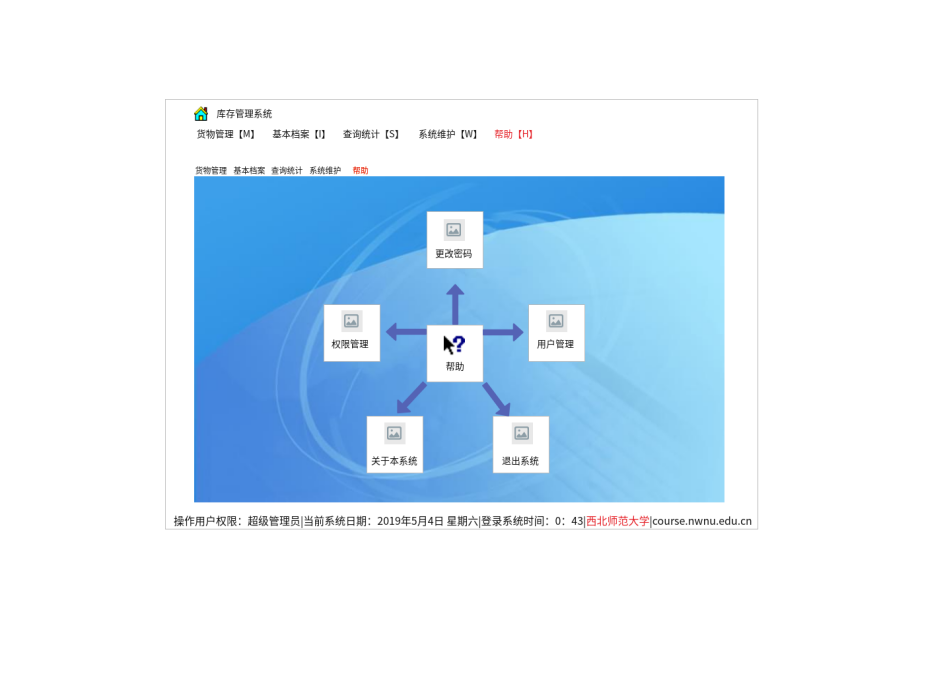 库存管理系统
货物管理【M】 基本档案【I】 查询统计【S】 系统维护【W】 帮助【H】
货物管理 基本档案 查询统计 系统维护 帮助
更改密码
权限管理 用户管理
帮助
关于本系统 退出系统
操作用户权限：超级管理员|当前系统日期：2019年5月4日 星期六|登录系统时间：0：43|西北师范大学|course.nwnu.edu.cn